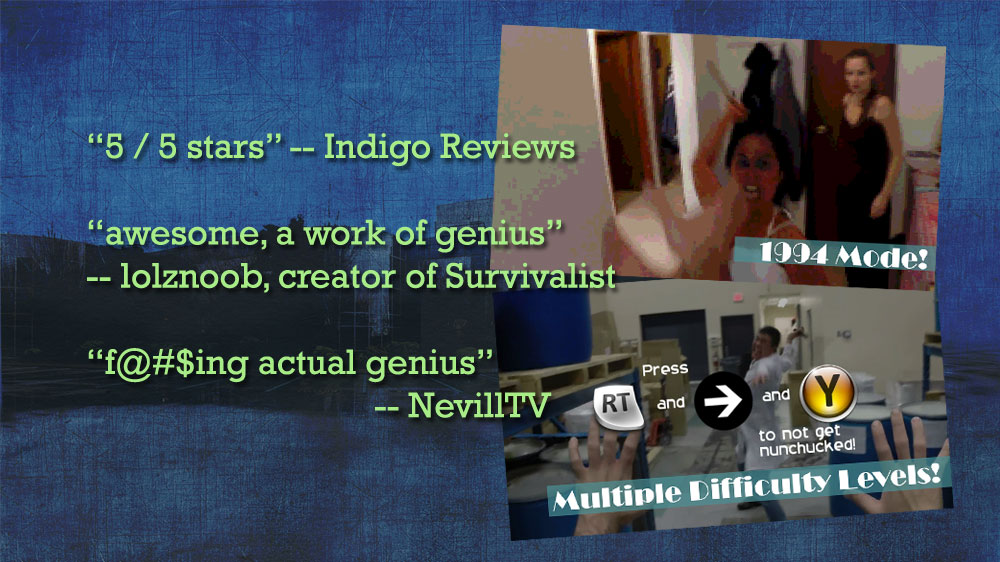 “5 / 5 stars” -- Indigo Reviews
“awesome, a work of genius”
-- lolznoob, creator of Survivalist
“f@#$ing actual genius”
-- NevillTV
1994 Mode!
Press
RT and → and Y
to not get
nunchucked!
Multiple Difficulty Levels!